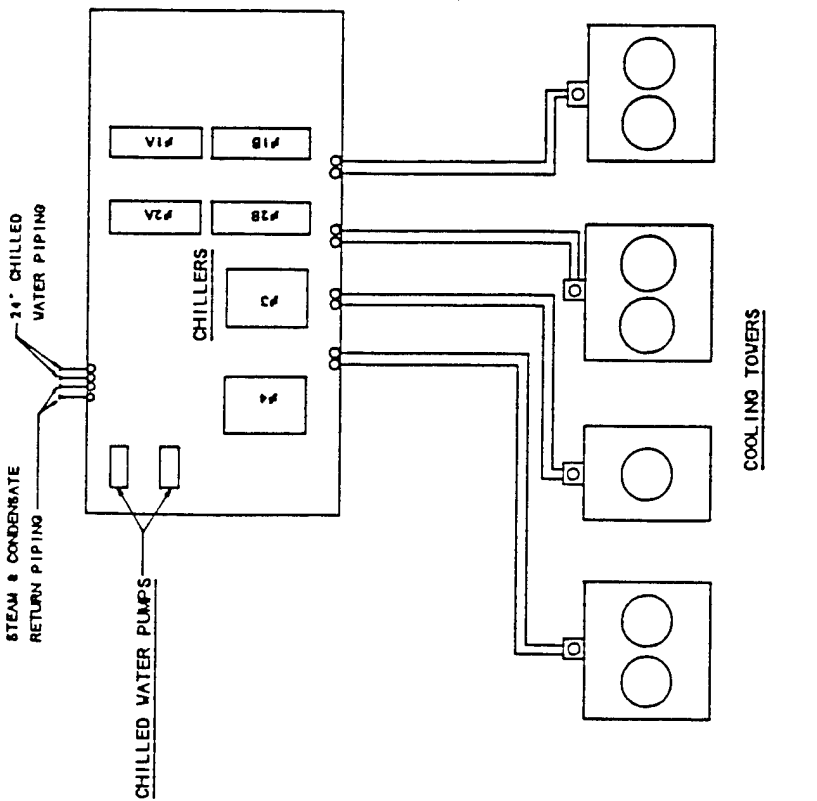 24" CHILLED
WATER PIPING
STEAM & CONDENSATE
RETURN PIPING
#1A
#1B
#2A
#2B
CHILLERS
#3
#4
CHILLED WATER PUMPS
COOLING TOWERS